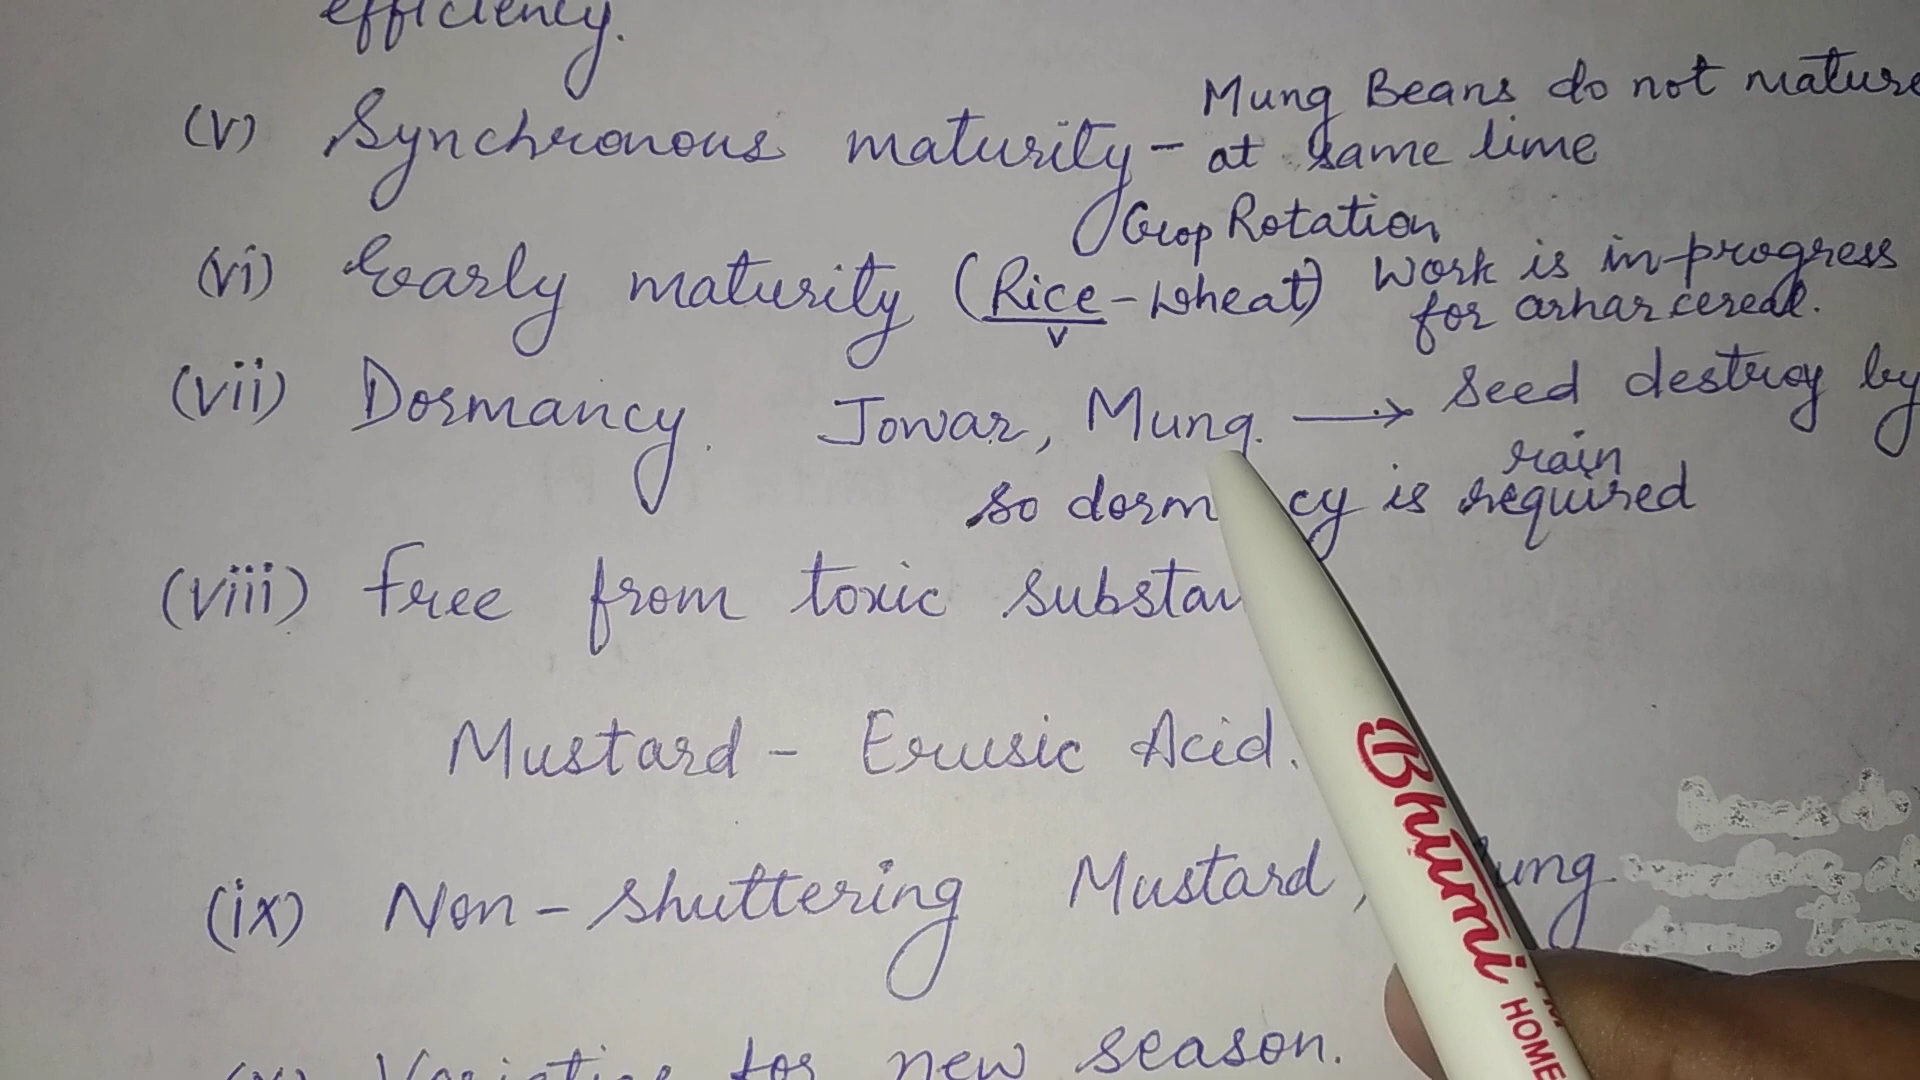 efficiency.
Mung Beans do not mature
(v) Synchronous maturity - at same time
Crop Rotation
(vi) Early maturity (Rice - Wheat) Work is in-progress
for arhar cereal.
(vii) Dormancy. Jowar, Mung. → Seed destroy by
rain
so dorm cy is required
(viii) Free from toxic substan
Mustard - Erusic Acid.
(ix) Non-shuttering Mustard, ung
(x) Varieties for new season.
Bhumi
HOME